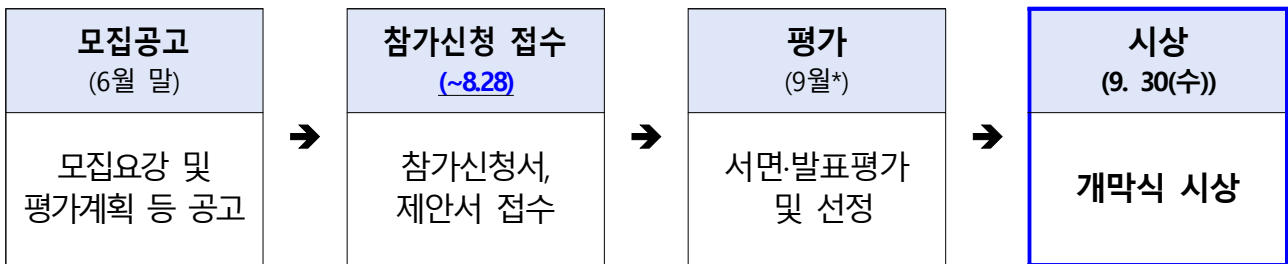 모집공고
(6월 말)
모집요강 및
평가계획 등 공고
➔
참가신청 접수
(~8.28)
참가신청서,
제안서 접수
➔
평가
(9월*)
서면·발표평가
및 선정
➔
시상
(9. 30(수))
개막식 시상